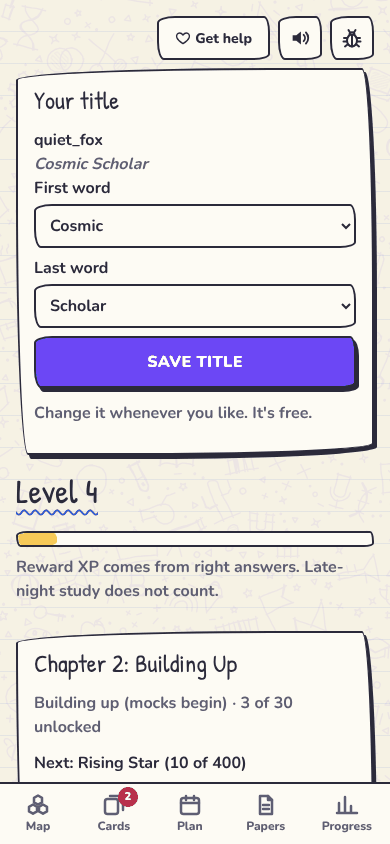 Get help
Your title
quiet_fox
Cosmic Scholar
First word
Cosmic
Last word
Scholar
SAVE TITLE
Change it whenever you like. It's free.
Level 4
Reward XP comes from right answers. Late-
night study does not count.
Chapter 2: Building Up
Building up (mocks begin) · 3 of 30
unlocked
Next: Rising Star (10 of 400)
2
Map
Cards
Plan
Papers
Progress